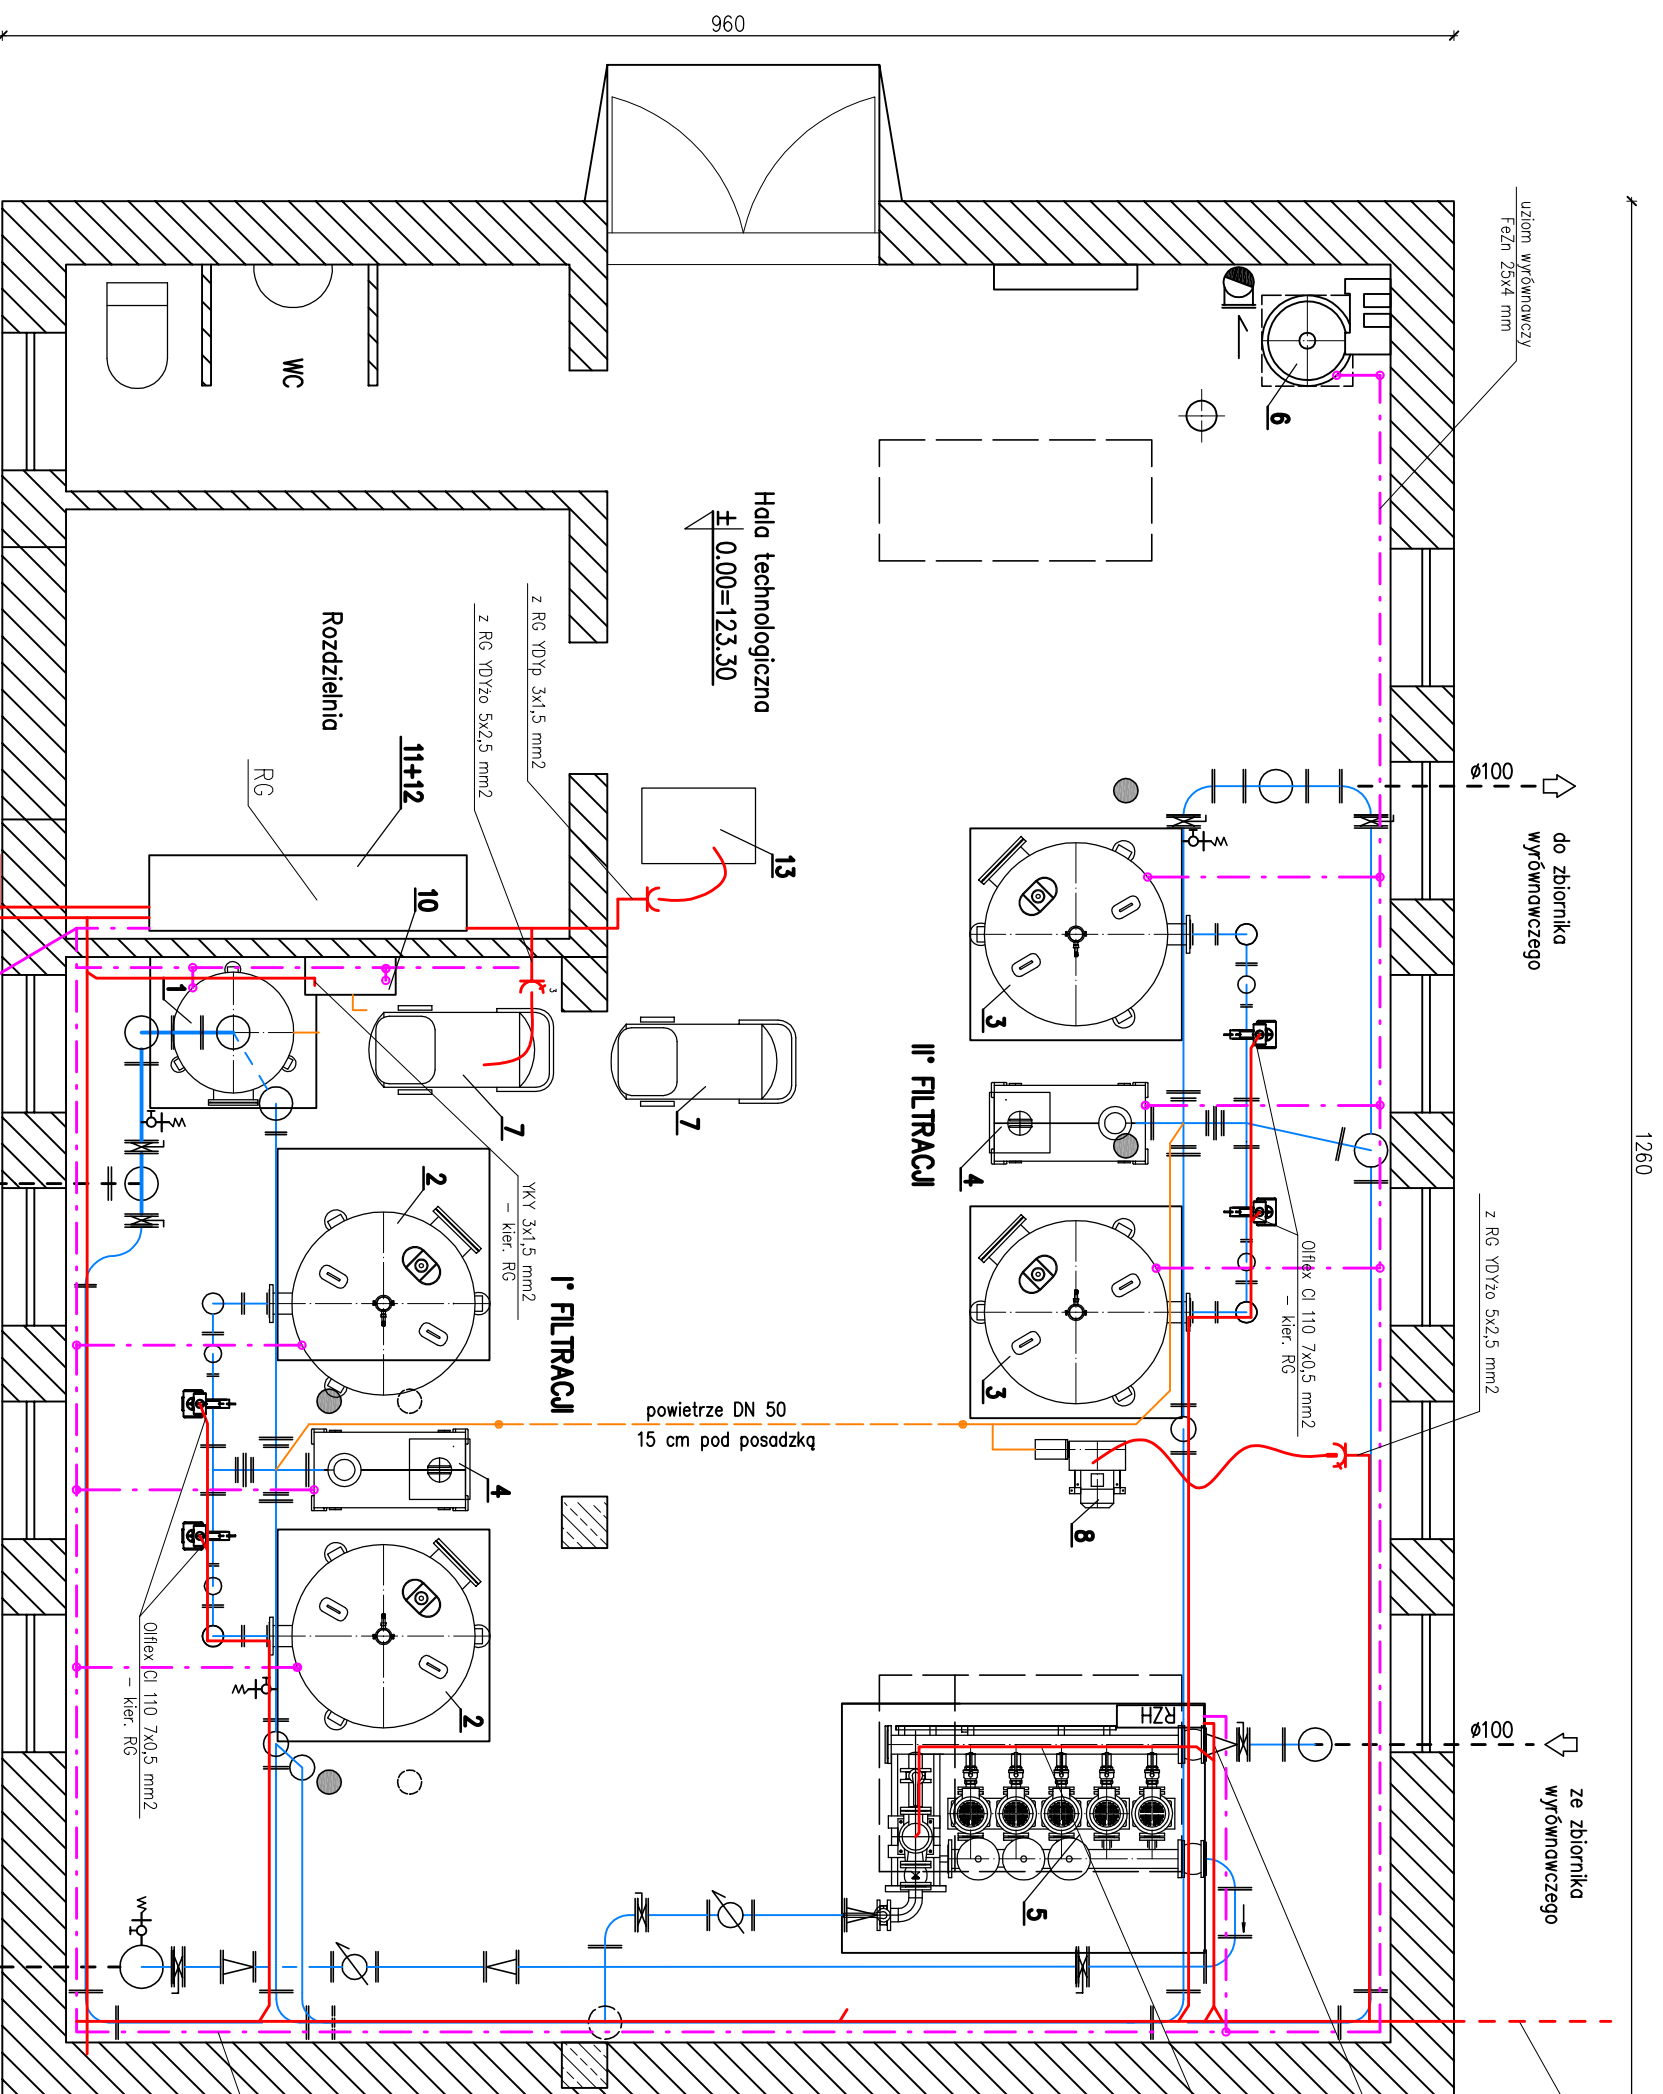 960
1260
uziom wyrównawczy
FeZn 25x4 mm
ø100
do zbiornika
wyrównawczego
6
WC
Hala technologiczna
± 0.00=123.30
z RG YDYp 3x1,5 mm2
z RG YDYżo 5x2,5 mm2
Rozdzielnia
11+12
RG
10
13
3
1
7
7
3
II° FILTRACJI
4
3
z RG YDYżo 5x2,5 mm2
Olflex Cl 110 7x0,5 mm2
- kier. RG
YKY 3x1,5 mm2
- kier. RG
2
I° FILTRACJI
powietrze DN 50
15 cm pod posadzką
4
8
2
Olflex Cl 110 7x0,5 mm2
- kier. RG
RZH
5
ø100
ze zbiornika
wyrównawczego